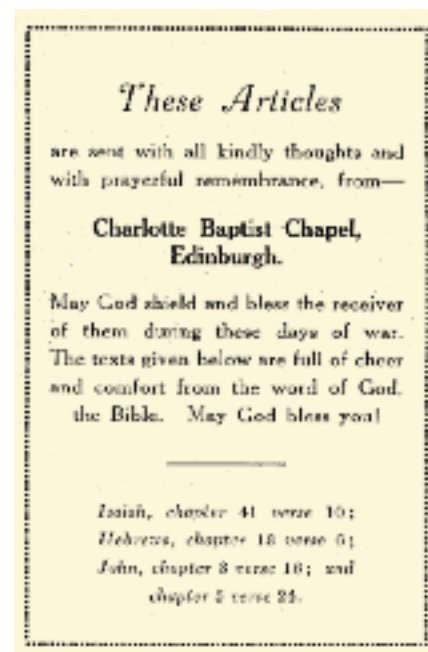 These Articles
are sent with all kindly thoughts and
with prayerful remembrance, from—
Charlotte Baptist Chapel,
Edinburgh.
May God shield and bless the receiver
of them during these days of war.
The texts given below are full of cheer
and comfort from the word of God,
the Bible. May God bless you!
Isaiah, chapter 41 verse 10;
Hebrews, chapter 13 verse 6;
John, chapter 3 verse 16; and
chapter 5 verse 24.